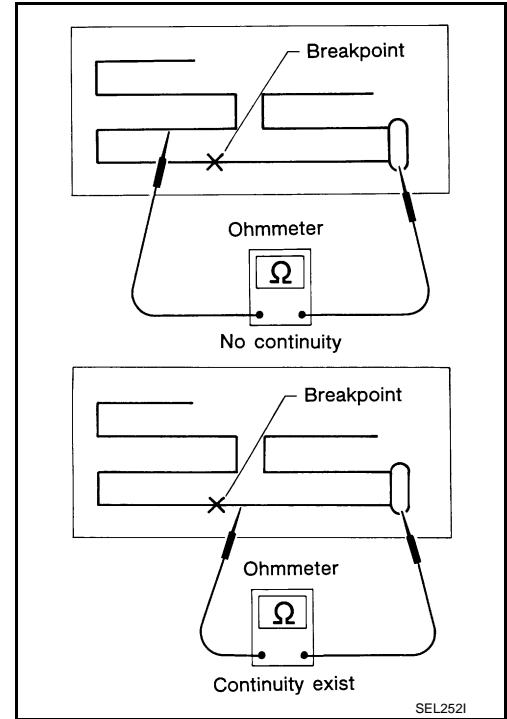 Breakpoint
Ohmmeter
Ω
No continuity
Breakpoint
Ohmmeter
Ω
Continuity exist
SEL252I